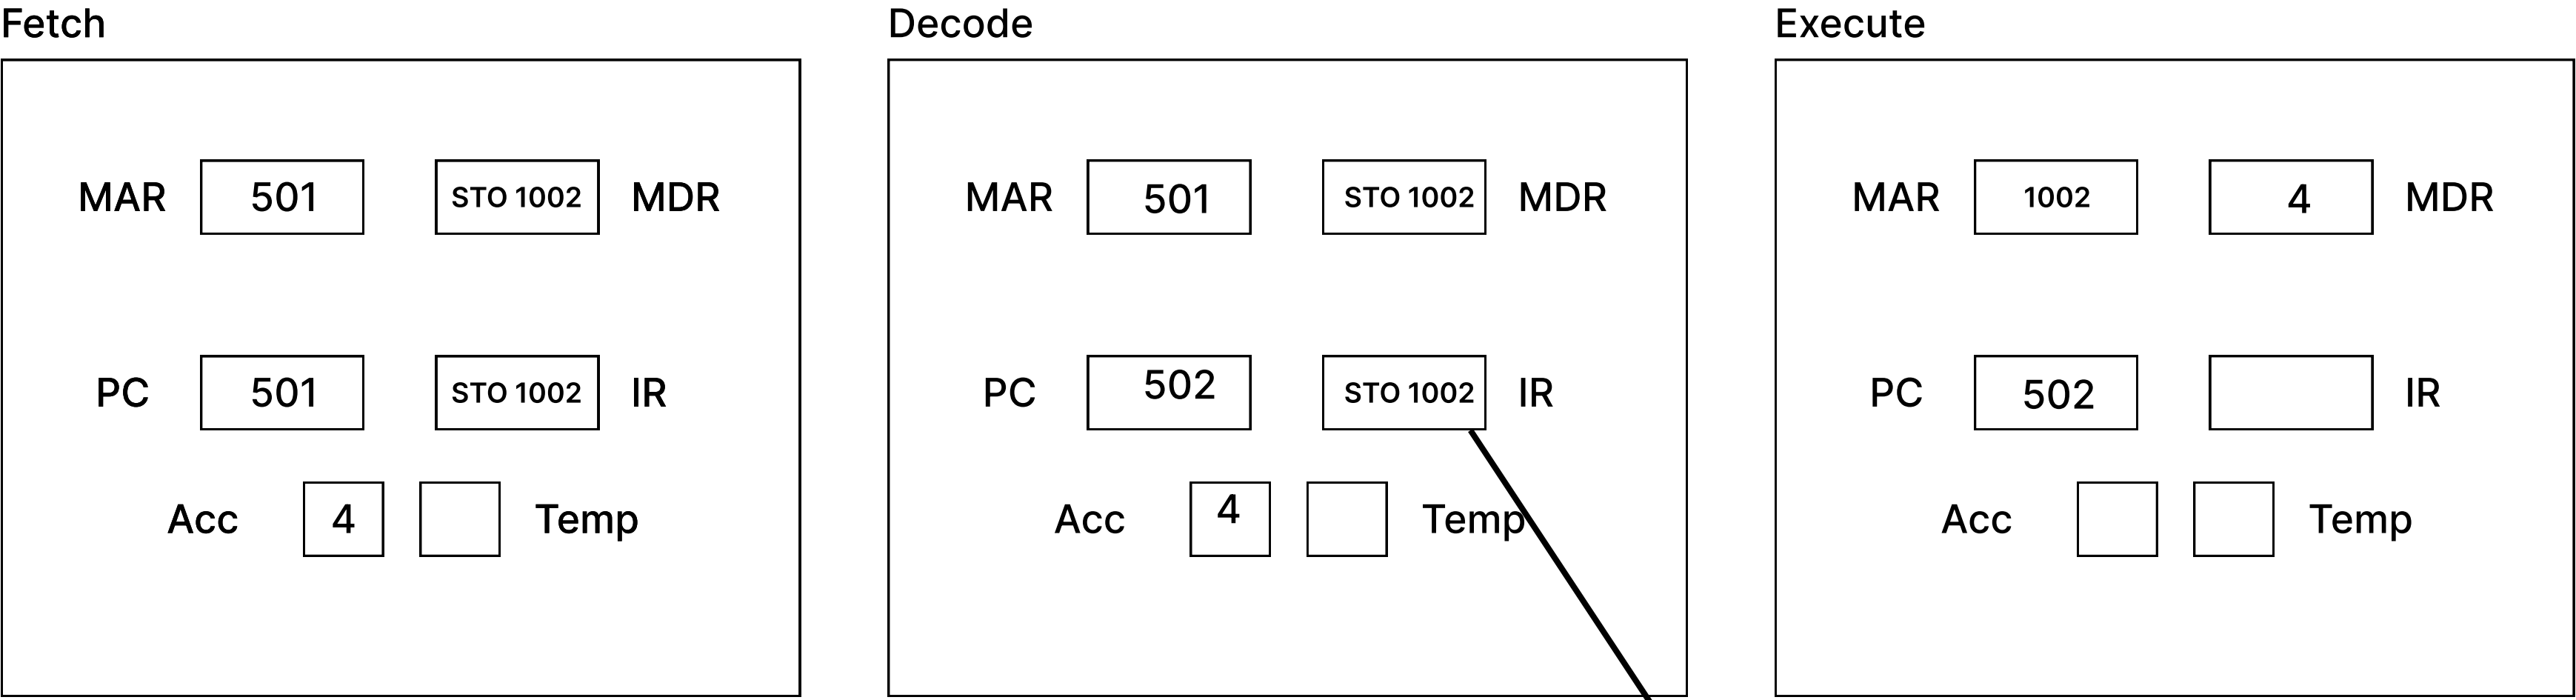 Fetch
MAR 501 STO 1002 MDR
PC 501 STO 1002 IR
Acc 4 Temp
Decode
MAR 501 STO 1002 MDR
PC 502 STO 1002 IR
Acc 4 Temp
Execute
MAR 1002 4 MDR
PC 502 IR
Acc Temp